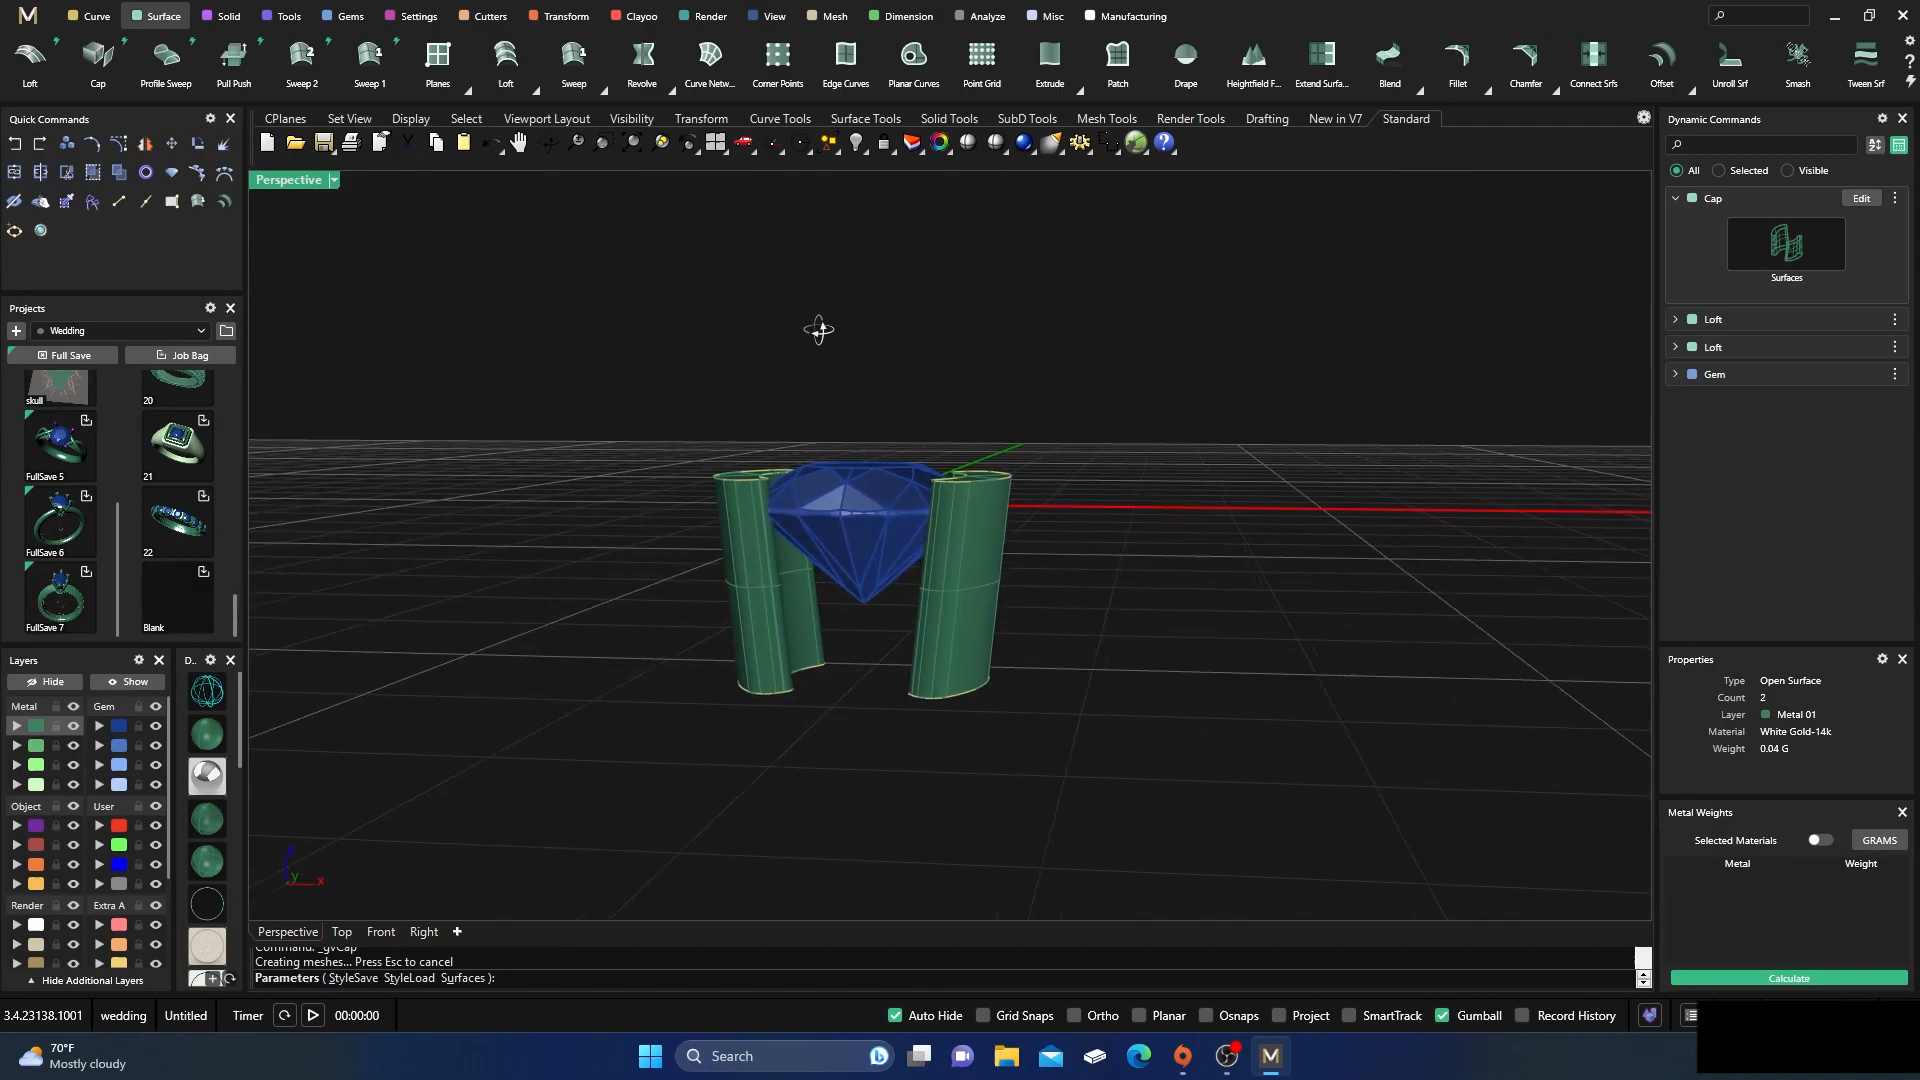 M Curve Surface Solid Tools Gems Settings Cutters Transform Clayoo Render View Mesh Dimension Analyze Misc Manufacturing
Loft Cap Profile Sweep Pull Push Sweep 2 Sweep 1 Planes Loft Sweep Revolve Curve Netw... Corner Points Edge Curves Planar Curves Point Grid Extrude Patch Drape Heightfield F... Extend Surfa... Blend Fillet Chamfer Connect Srfs Offset Unroll Srf Smash Tween Srf
Quick Commands
CPlanes Set View Display Select Viewport Layout Visibility Transform Curve Tools Surface Tools Solid Tools SubD Tools Mesh Tools Render Tools Drafting New in V7 Standard
Perspective
Projects
Wedding
Full Save Job Bag
skull 20
FullSave 5 21
FullSave 6 22
FullSave 7 Blank
Layers
D..
Hide Show
Metal Gem
Object User
Render Extra A
Hide Additional Layers
z
y x
Perspective Top Front Right
Command: _gvCap
Creating meshes... Press Esc to cancel
Parameters ( StyleSave StyleLoad Surfaces ):
Dynamic Commands
All Selected Visible
Cap Edit
Surfaces
Loft
Loft
Gem
Properties
Type Open Surface
Count 2
Layer Metal 01
Material White Gold-14k
Weight 0.04 G
Metal Weights
Selected Materials GRAMS
Metal Weight
Calculate
3.4.23138.1001 wedding Untitled Timer 00:00:00 Auto Hide Grid Snaps Ortho Planar Osnaps Project SmartTrack Gumball Record History
70°F
Mostly cloudy
Search
M